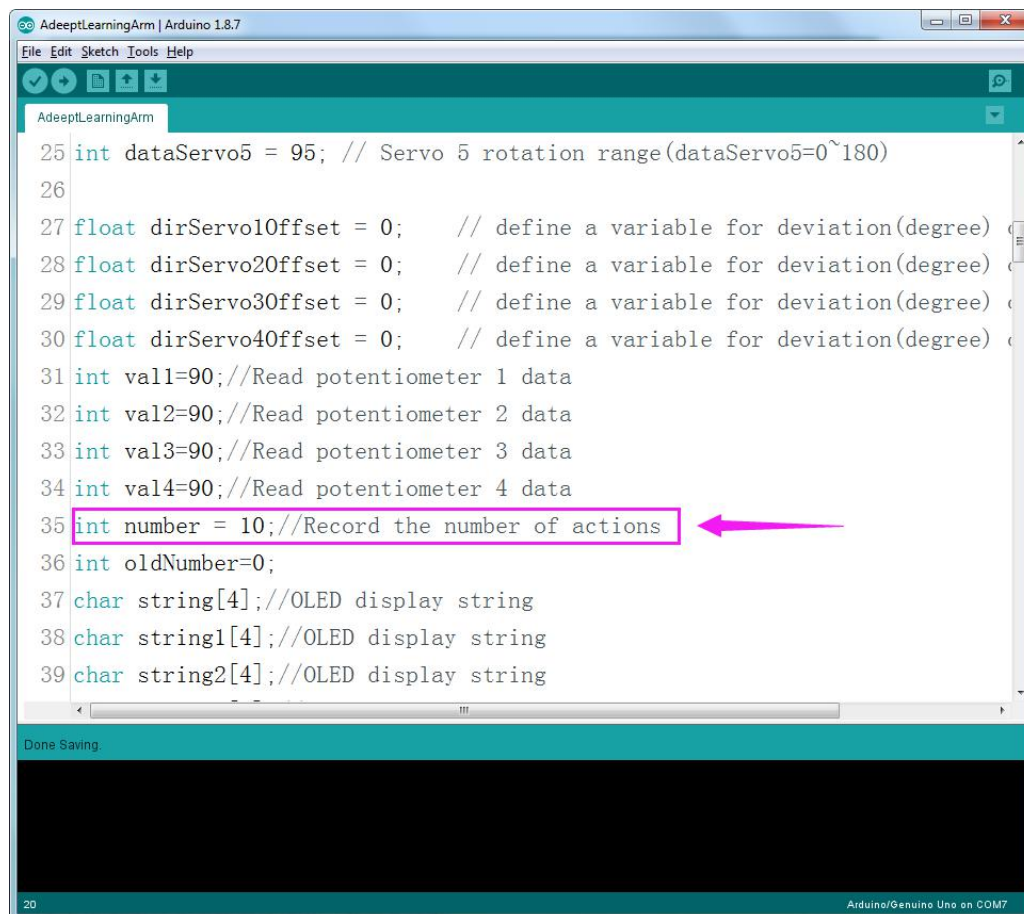 AdeeptLearningArm | Arduino 1.8.7
File Edit Sketch Tools Help
AdeeptLearningArm
25 int dataServo5 = 95; // Servo 5 rotation range(dataServo5=0~180)
26
27 float dirServo1Offset = 0; // define a variable for deviation(degree)
28 float dirServo2Offset = 0; // define a variable for deviation(degree)
29 float dirServo3Offset = 0; // define a variable for deviation(degree)
30 float dirServo4Offset = 0; // define a variable for deviation(degree)
31 int val1=90;//Read potentiometer 1 data
32 int val2=90;//Read potentiometer 2 data
33 int val3=90;//Read potentiometer 3 data
34 int val4=90;//Read potentiometer 4 data
35 int number = 10;//Record the number of actions
36 int oldNumber=0;
37 char string[4];//OLED display string
38 char string1[4];//OLED display string
39 char string2[4];//OLED display string
Done Saving.
20 Arduino/Genuino Uno on COM7